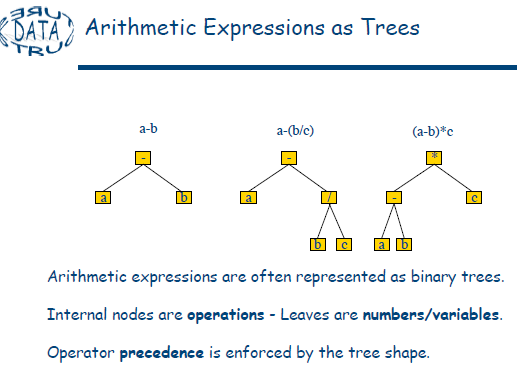 DATA
Arithmetic Expressions as Trees
a-b
a-(b/c)
(a-b)*c
-
-
*
a
b
a
/
-
c
b
c
a
b
Arithmetic expressions are often represented as binary trees.
Internal nodes are operations - Leaves are numbers/variables.
Operator precedence is enforced by the tree shape.